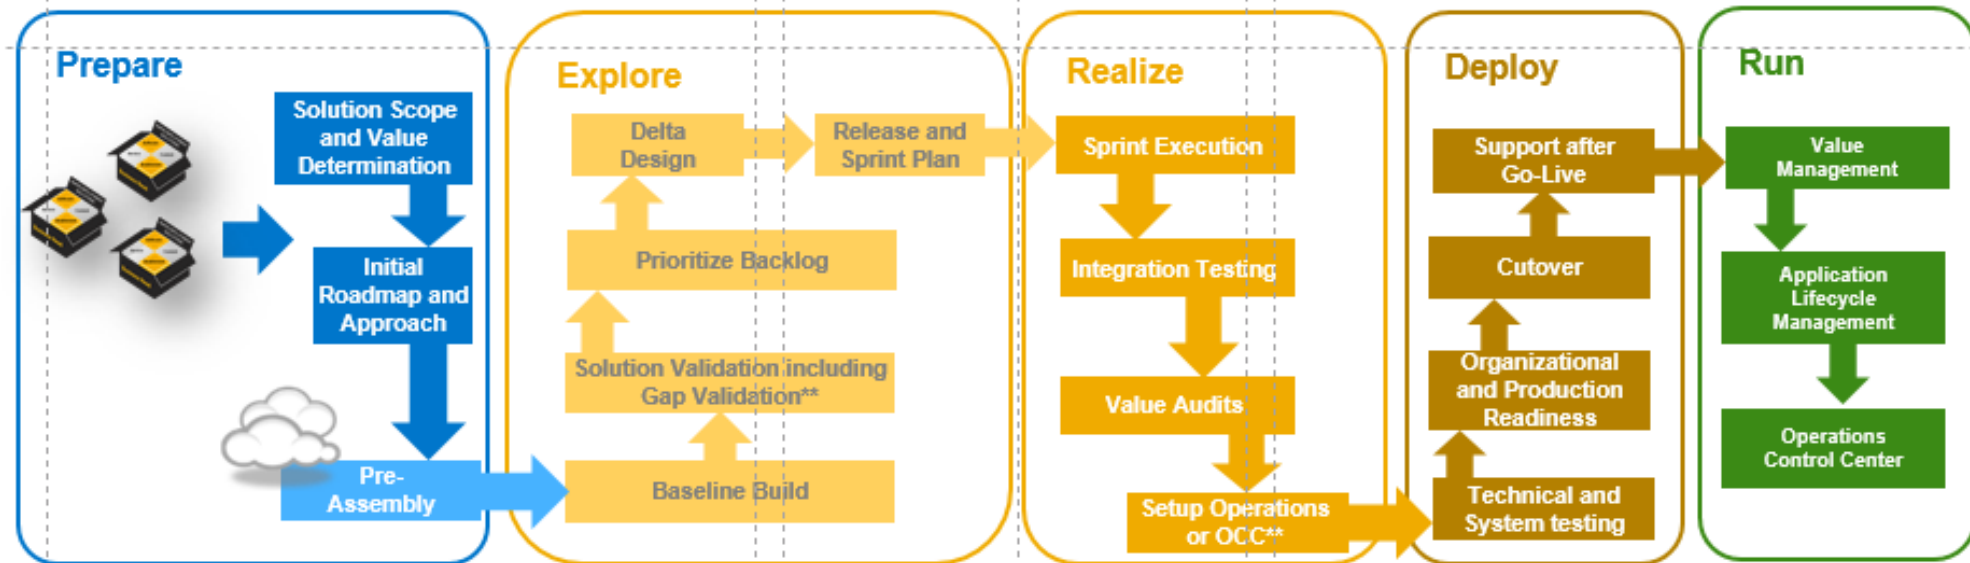 Prepare
Solution Scope
and Value
Determination
Initial
Roadmap and
Approach
Pre-
Assembly
Explore
Delta
Design
Release and
Sprint Plan
Prioritize Backlog
Solution Validation including
Gap Validation**
Baseline Build
Realize
Sprint Execution
Integration Testing
Value Audits
Setup Operations
or OCC**
Deploy
Support after
Go-Live
Cutover
Organizational
and Production
Readiness
Technical and
System testing
Run
Value
Management
Application
Lifecycle
Management
Operations
Control Center